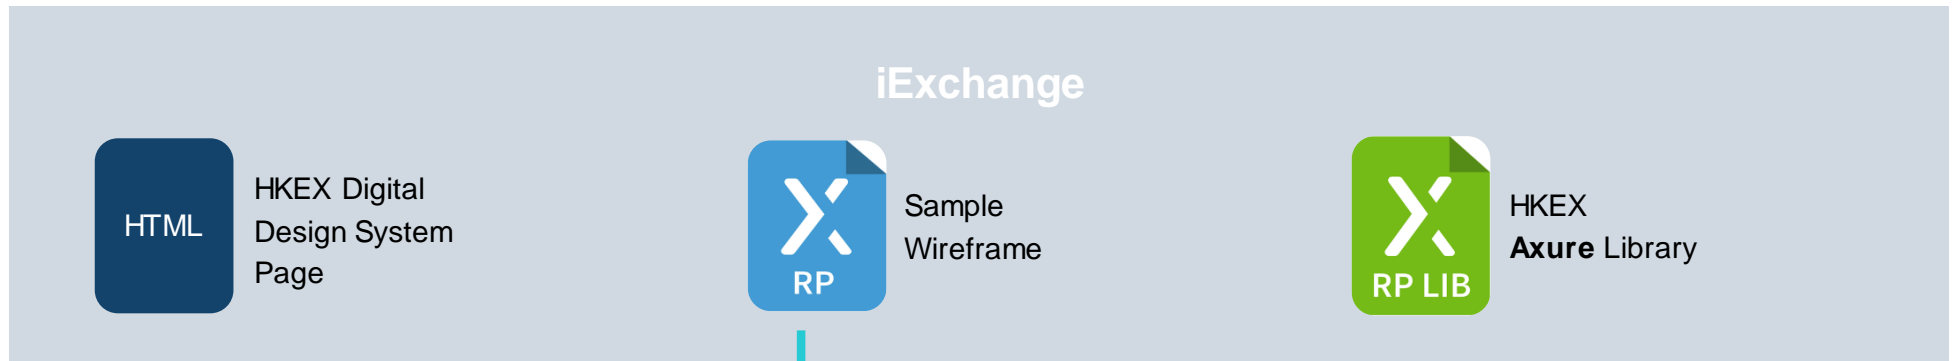 iExchange
HTML
HKEX Digital
Design System
Page
RP
Sample
Wireframe
RP LIB
HKEX
Axure Library